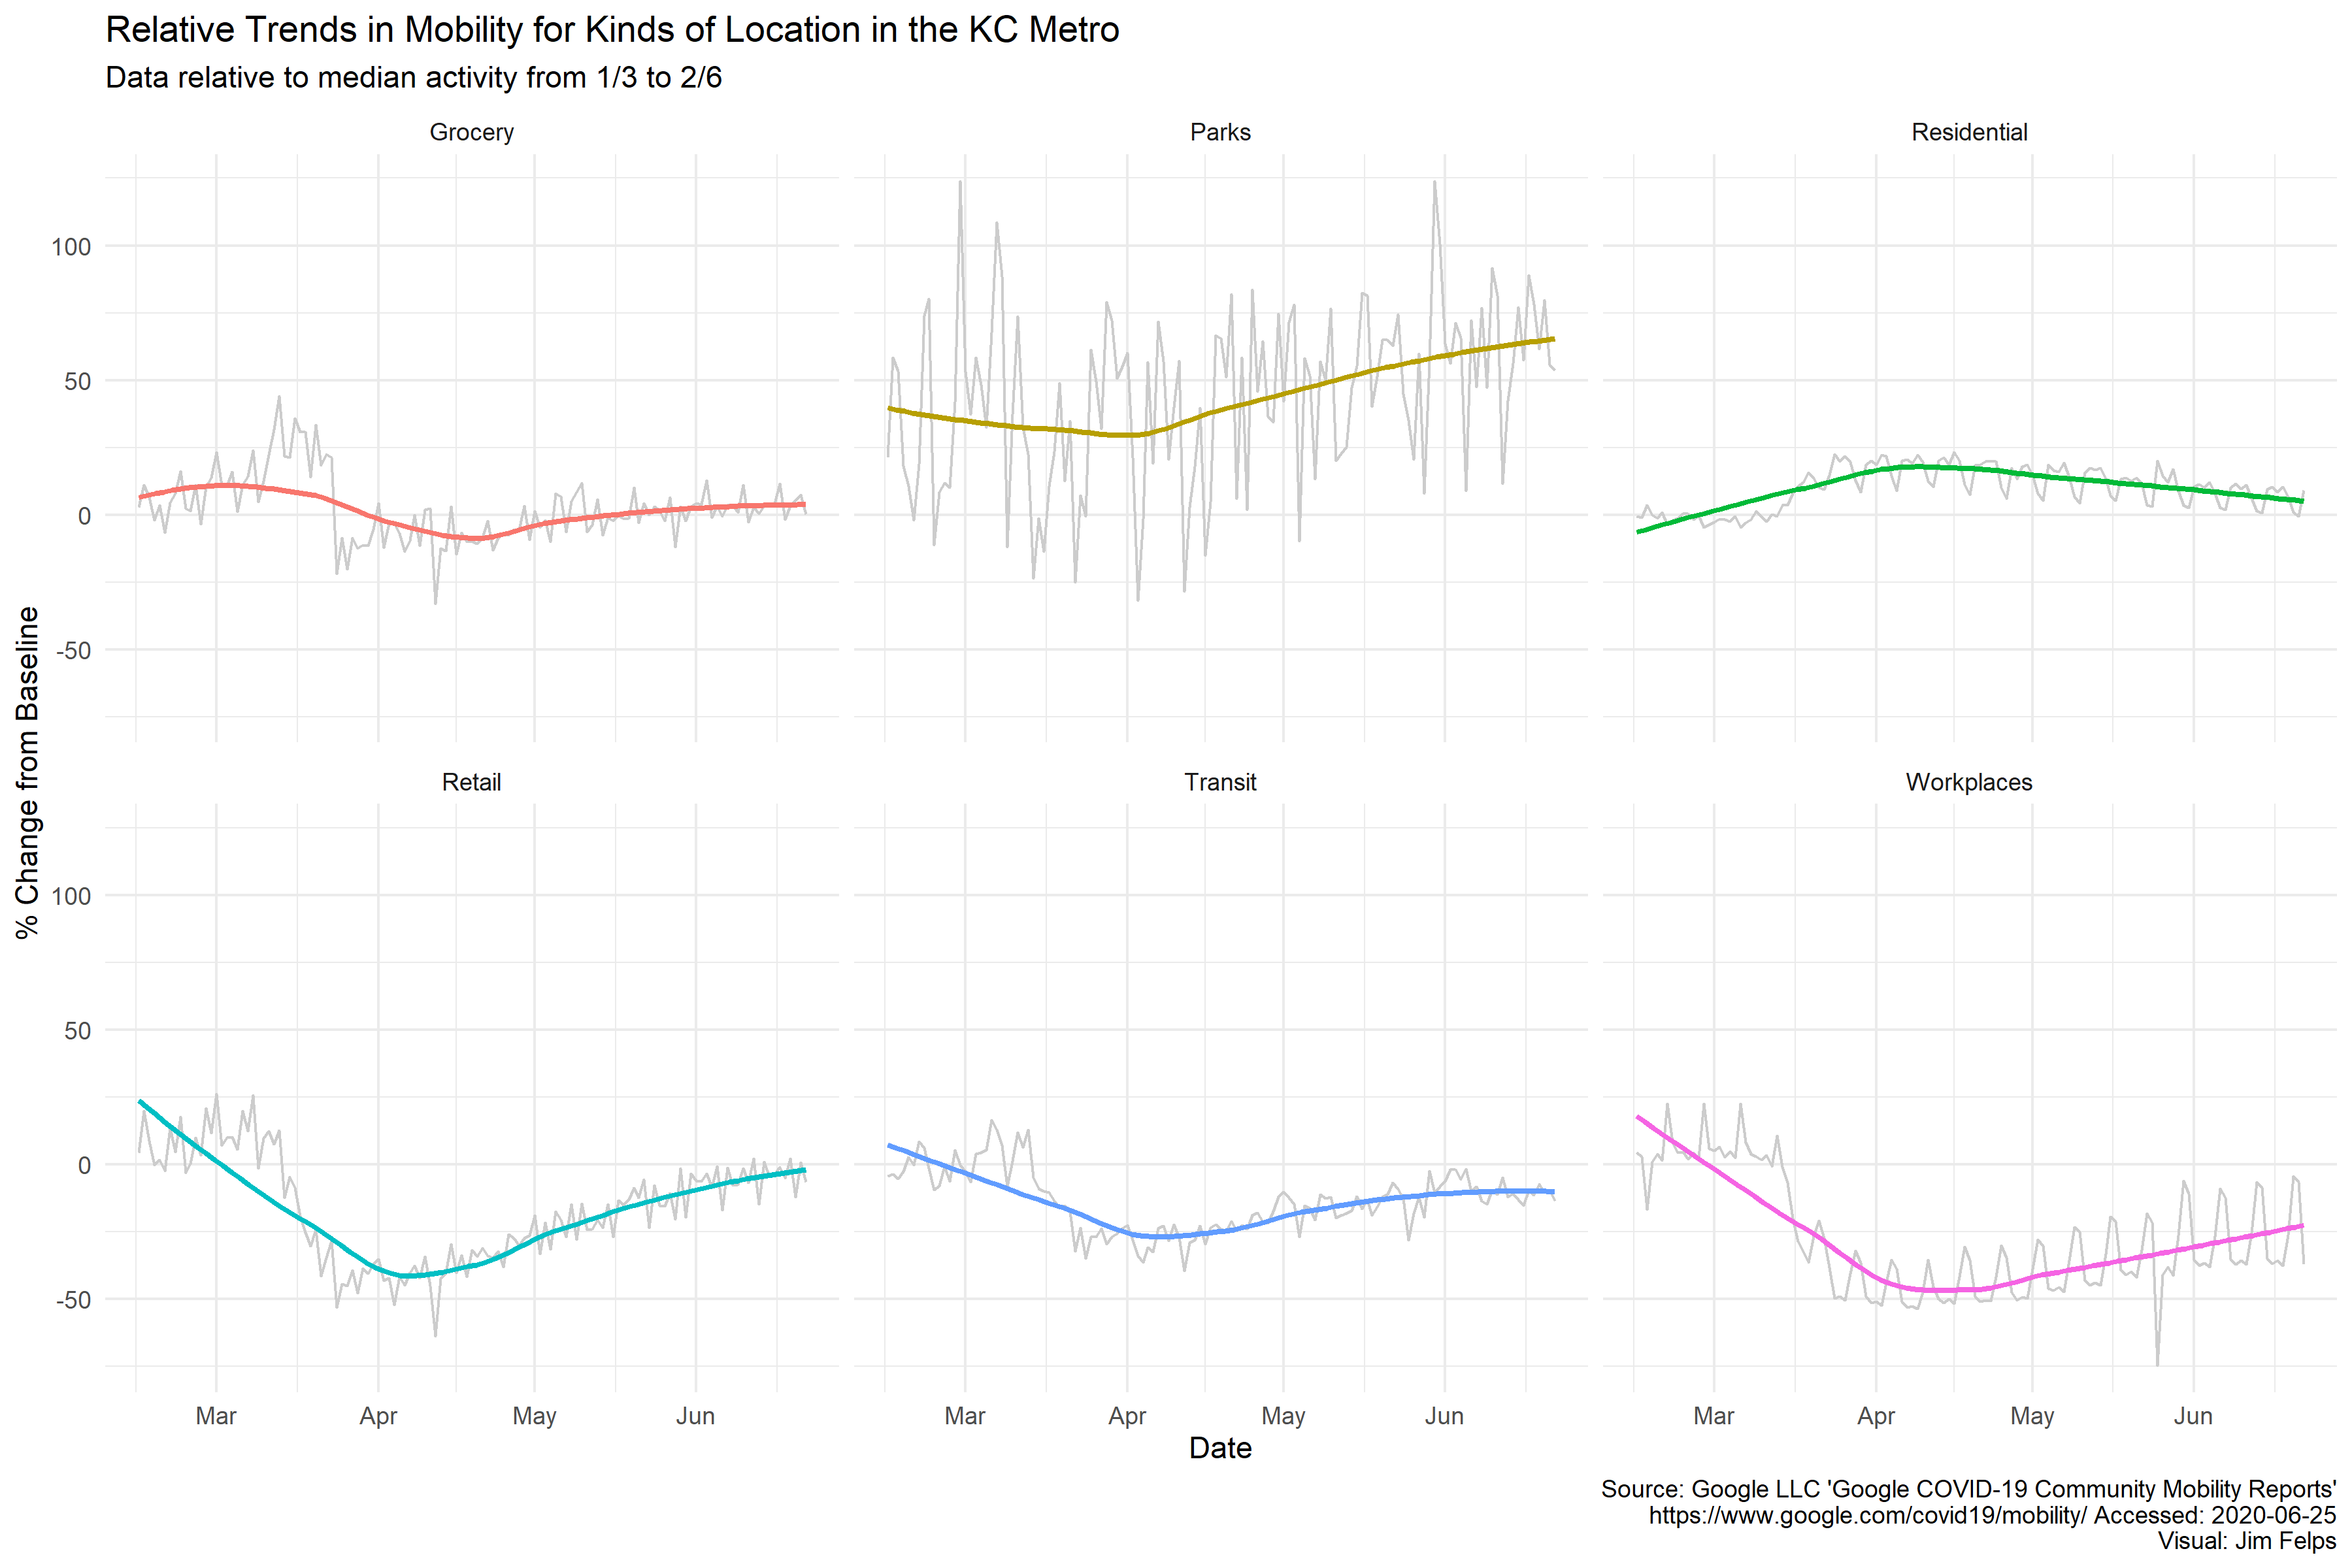 Relative Trends in Mobility for Kinds of Location in the KC Metro
Data relative to median activity from 1/3 to 2/6
Grocery
Parks
Residential
100
50
0
-50
% Change from Baseline
Retail
Transit
Workplaces
100
50
0
-50
Mar Apr May Jun
Mar Apr May Jun
Mar Apr May Jun
Date
Source: Google LLC 'Google COVID-19 Community Mobility Reports'
https://www.google.com/covid19/mobility/ Accessed: 2020-06-25
Visual: Jim Felps